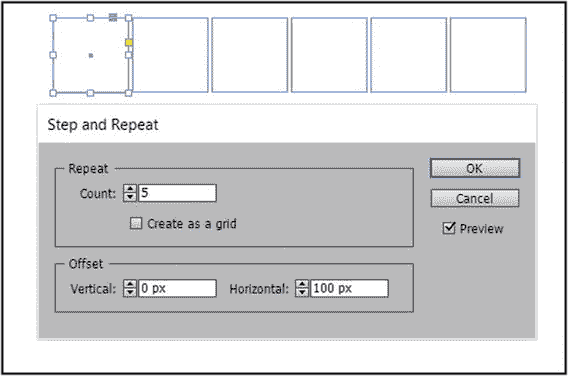 Step and Repeat
Repeat
Count: 5
Create as a grid
OK
Cancel
Preview
Offset
Vertical: 0 px Horizontal: 100 px